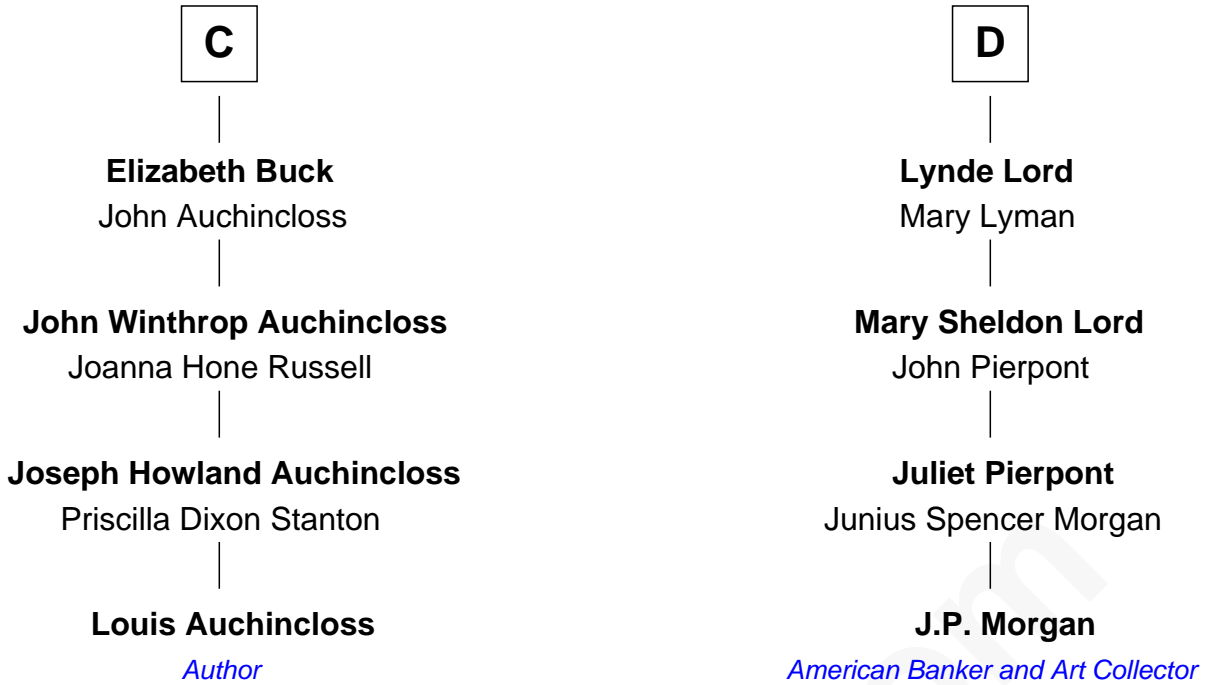 C
Elizabeth Buck
John Auchincloss
John Winthrop Auchincloss
Joanna Hone Russell
Joseph Howland Auchincloss
Priscilla Dixon Stanton
Louis Auchincloss
Author
D
Lynde Lord
Mary Lyman
Mary Sheldon Lord
John Pierpont
Juliet Pierpont
Junius Spencer Morgan
J.P. Morgan
American Banker and Art Collector